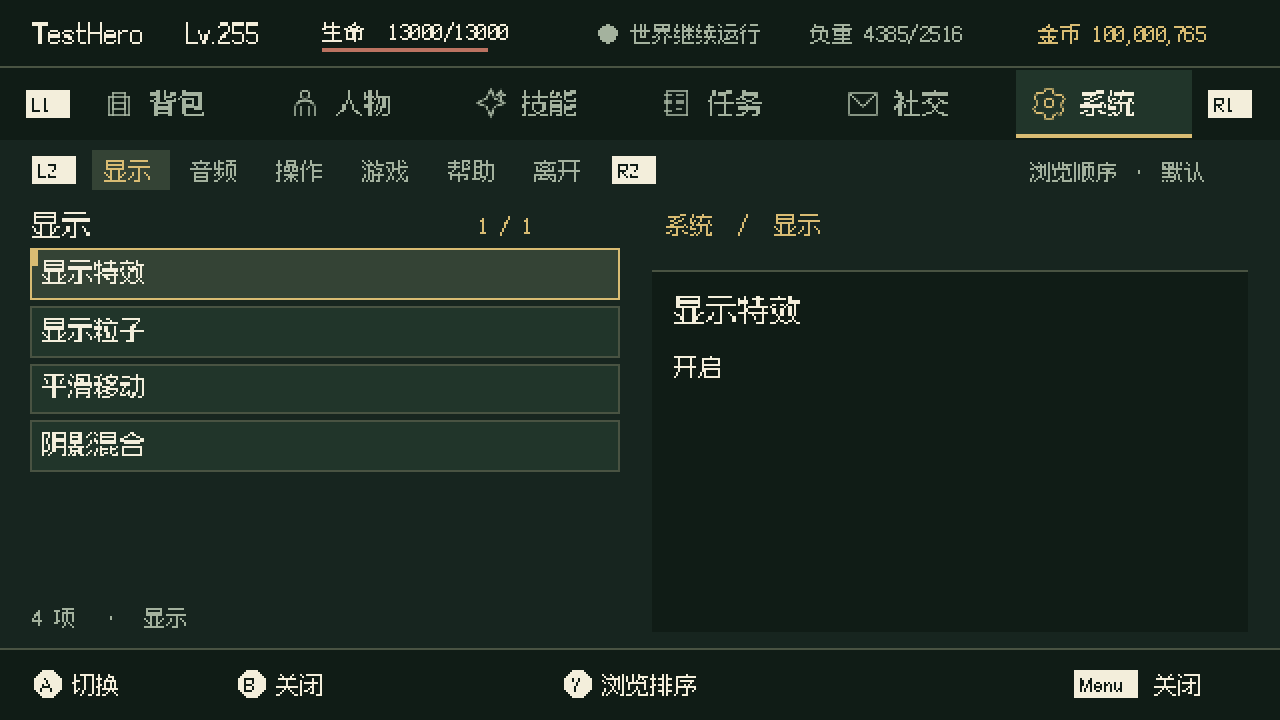 TestHero Lv.255 生命 13000/13000 世界继续运行 负重 4385/2516 金币 100,000,765
L1 背包 人物 技能 任务 社交 系统 R1
L2 显示 音频 操作 游戏 帮助 离开 R2 浏览顺序 · 默认
显示 1 / 1 系统 / 显示
显示特效
显示粒子
平滑移动
阴影混合
显示特效
开启
4 项 · 显示
A 切换 B 关闭 Y 浏览排序 Menu 关闭